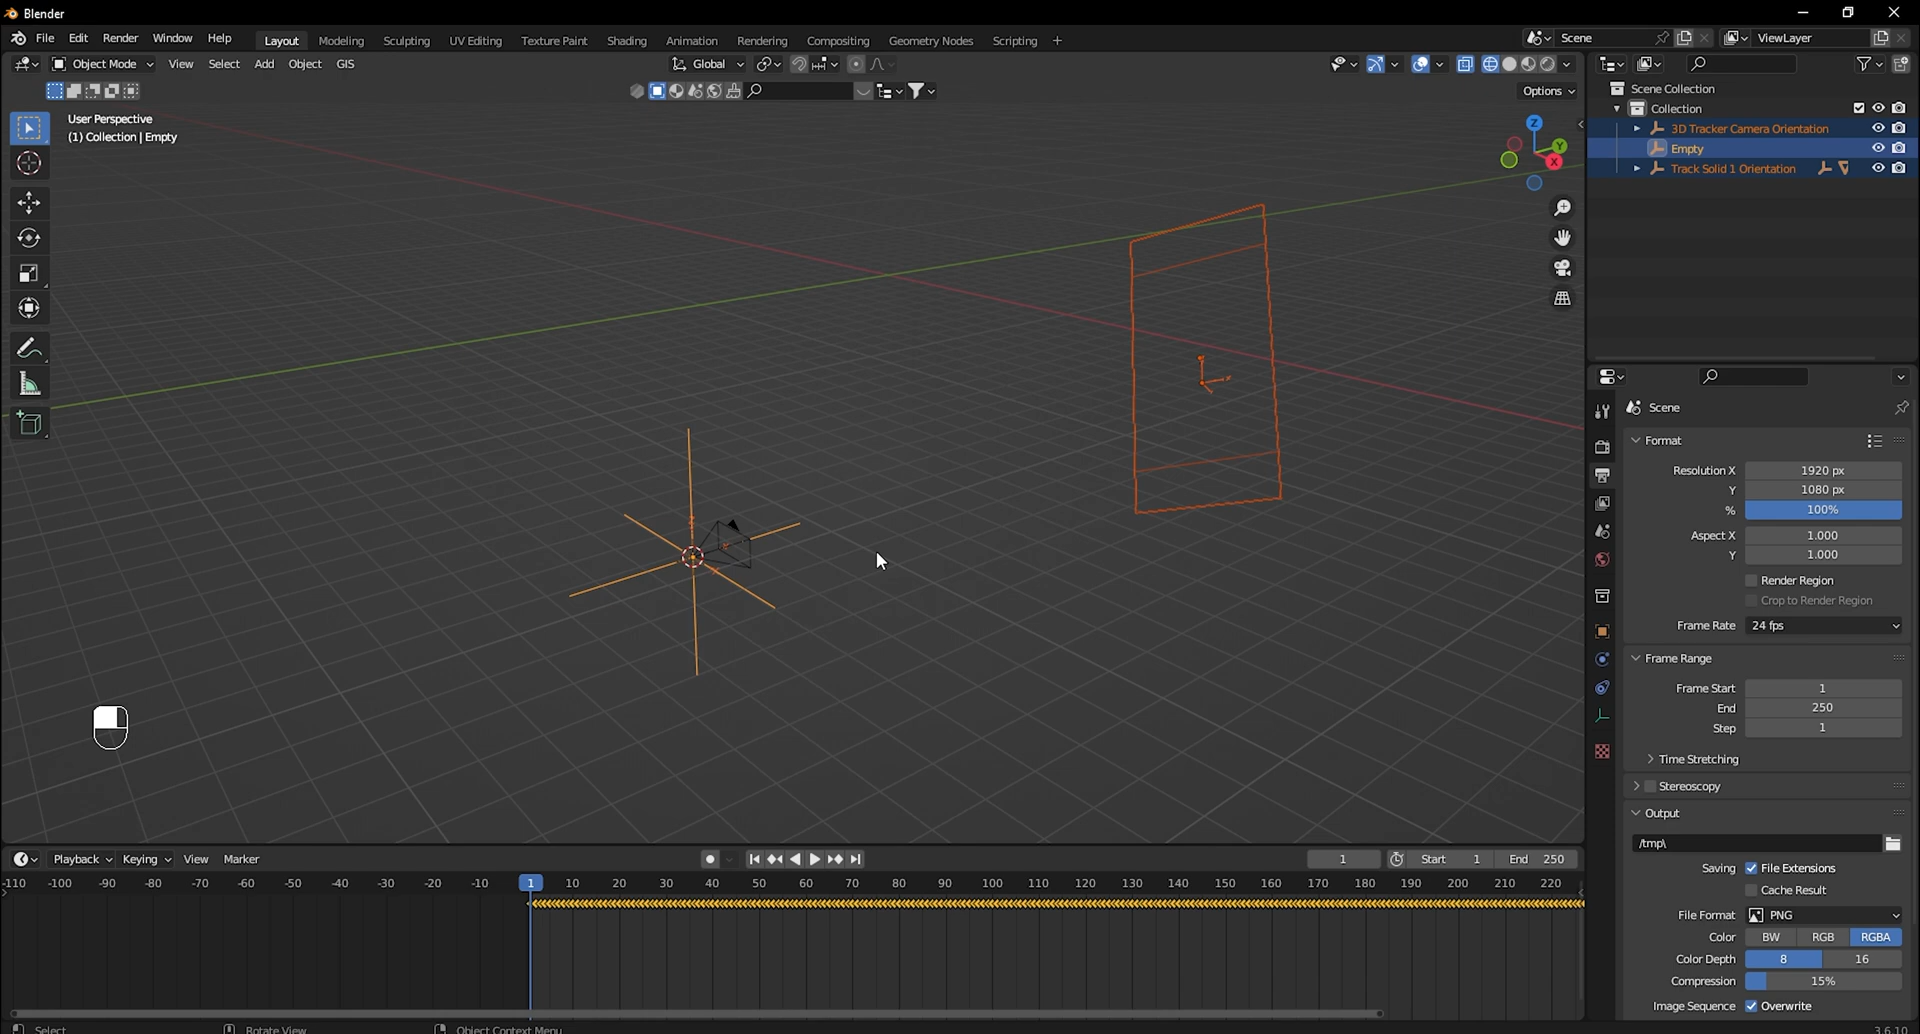 Blender
File Edit Render Window Help
Layout Modeling Sculpting UV Editing Texture Paint Shading Animation Rendering Compositing Geometry Nodes Scripting +
Scene
ViewLayer
Object Mode View Select Add Object GIS
Global
Options
User Perspective
(1) Collection | Empty
Z
Y
X
Scene Collection
Collection
3D Tracker Camera Orientation
Empty
Track Solid 1 Orientation
Scene
Format
Resolution X 1920 px
Y 1080 px
% 100%
Aspect X 1.000
Y 1.000
Render Region
Crop to Render Region
Frame Rate 24 fps
Frame Range
Frame Start 1
End 250
Step 1
Time Stretching
Stereoscopy
Output
/tmp\
Saving File Extensions
Cache Result
File Format PNG
Color BW RGB RGBA
Color Depth 8 16
Compression 15%
Image Sequence Overwrite
Playback Keying View Marker
1 Start 1 End 250
-110 -100 -90 -80 -70 -60 -50 -40 -30 -20 -10 1 10 20 30 40 50 60 70 80 90 100 110 120 130 140 150 160 170 180 190 200 210 220
Select Rotate View Object Context Menu
3.6.10